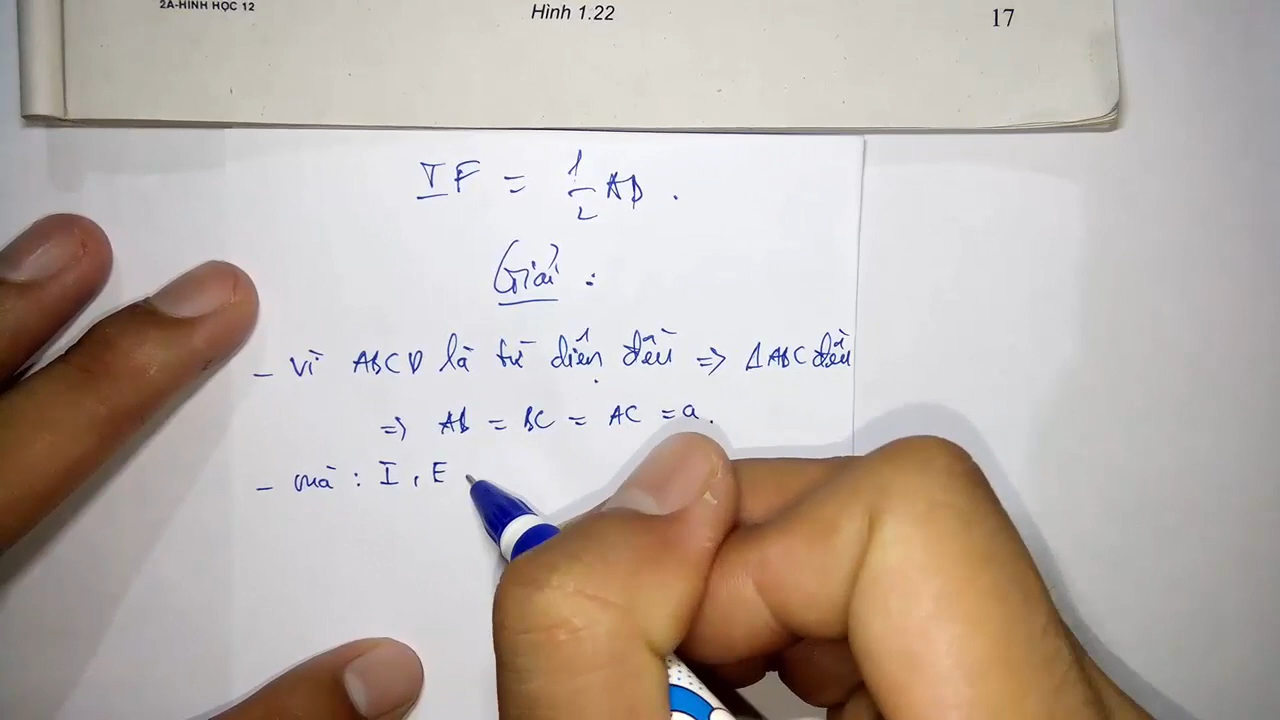 2A-HÌNH HỌC 12
Hình 1.22
17
IF = 1/2 AB .
Giải :
- Vì ABCD là tứ diện đều => ΔABC đều
=> AB = BC = AC = a.
- mà : I , E